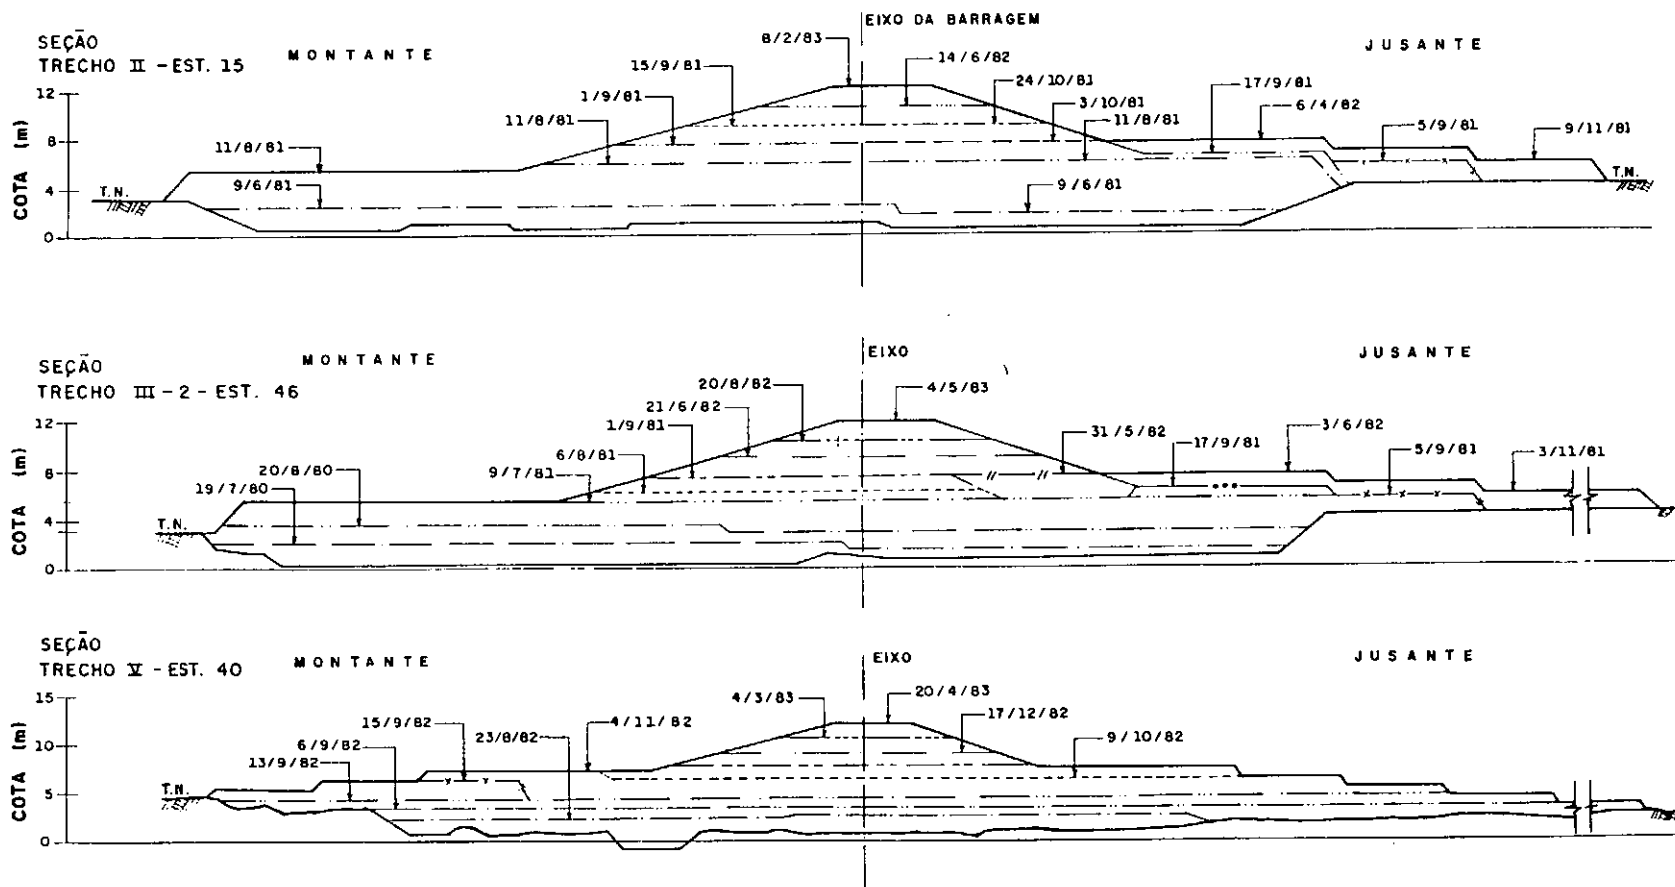 EIXO DA BARRAGEM
SEÇÃO
TRECHO II - EST. 15
MONTANTE
JUSANTE
8/2/83
14/6/82
15/9/81
24/10/81
17/9/81
1/9/81
3/10/81
6/4/82
11/8/81
11/8/81
5/9/81
9/11/81
11/8/81
9/6/81
9/6/81
T.N.
T.N.
COTA (m)
12
8
4
0
SEÇÃO
TRECHO III - 2 - EST. 46
MONTANTE
EIXO
JUSANTE
20/8/82
4/5/83
21/6/82
1/9/81
31/5/82
3/6/82
6/8/81
17/9/81
5/9/81
3/11/81
20/8/80
9/7/81
19/7/80
T.N.
COTA (m)
12
8
4
0
SEÇÃO
TRECHO V - EST. 40
MONTANTE
EIXO
JUSANTE
4/3/83
20/4/83
15/9/82
4/11/82
17/12/82
6/9/82
23/8/82
9/10/82
13/9/82
T.N.
COTA (m)
15
10
5
0